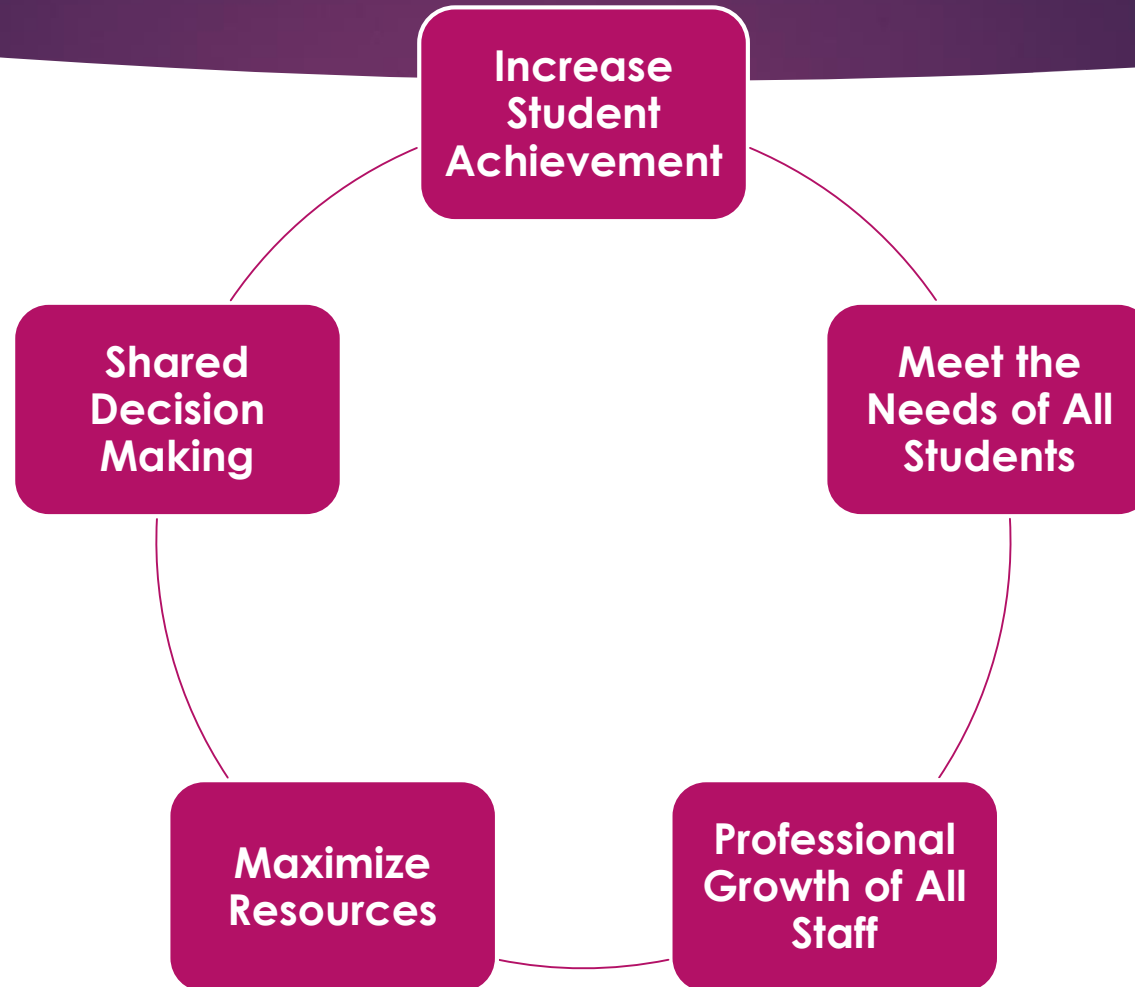 Increase
Student
Achievement
Meet the
Needs of All
Students
Professional
Growth of All
Staff
Maximize
Resources
Shared
Decision
Making